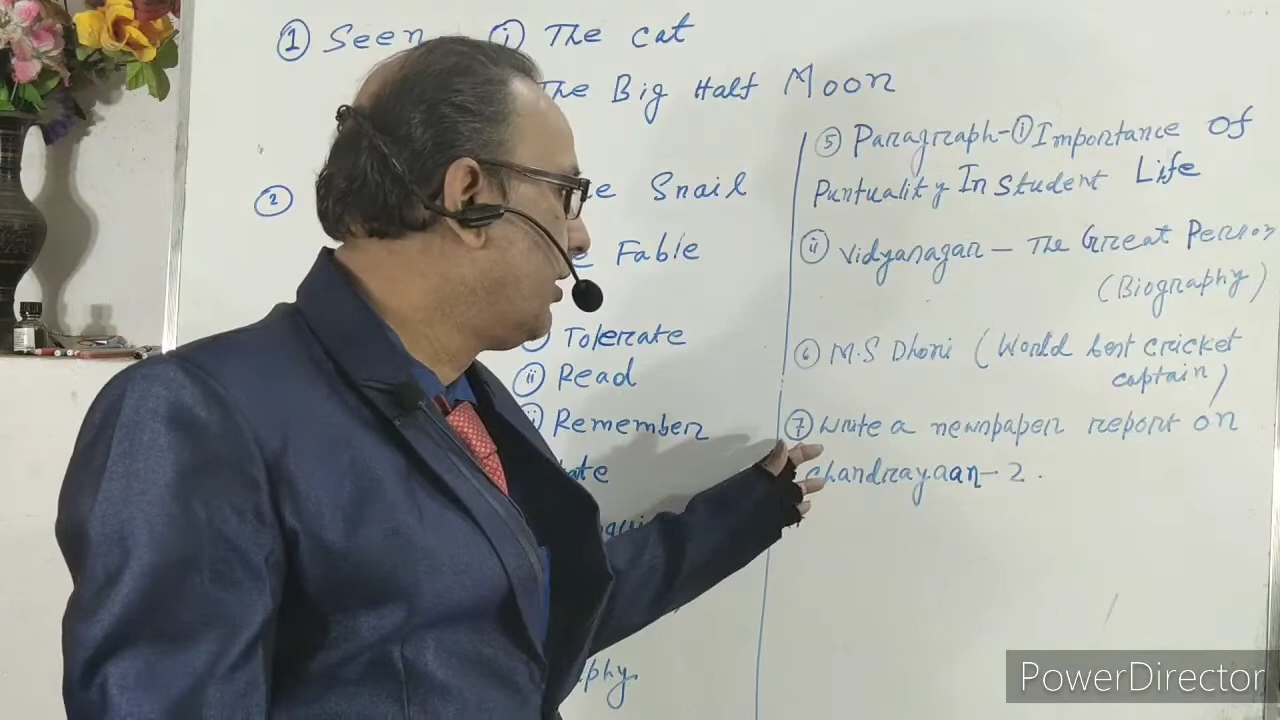 ① Seen ⓘ The cat
The Big Half Moon
② Snail
Fable
Tolerate
ⓘⓘ Read
Remember
⑤ Paragraph-ⓘ Importance of
Puntuality In Student Life
ⓘⓘ Vidyanagar - The Great Person
(Biography)
⑥ M.S Dhoni (World best cricket
captain)
⑦ Write a newspaper report on
chandrayaan-2.
PowerDirector